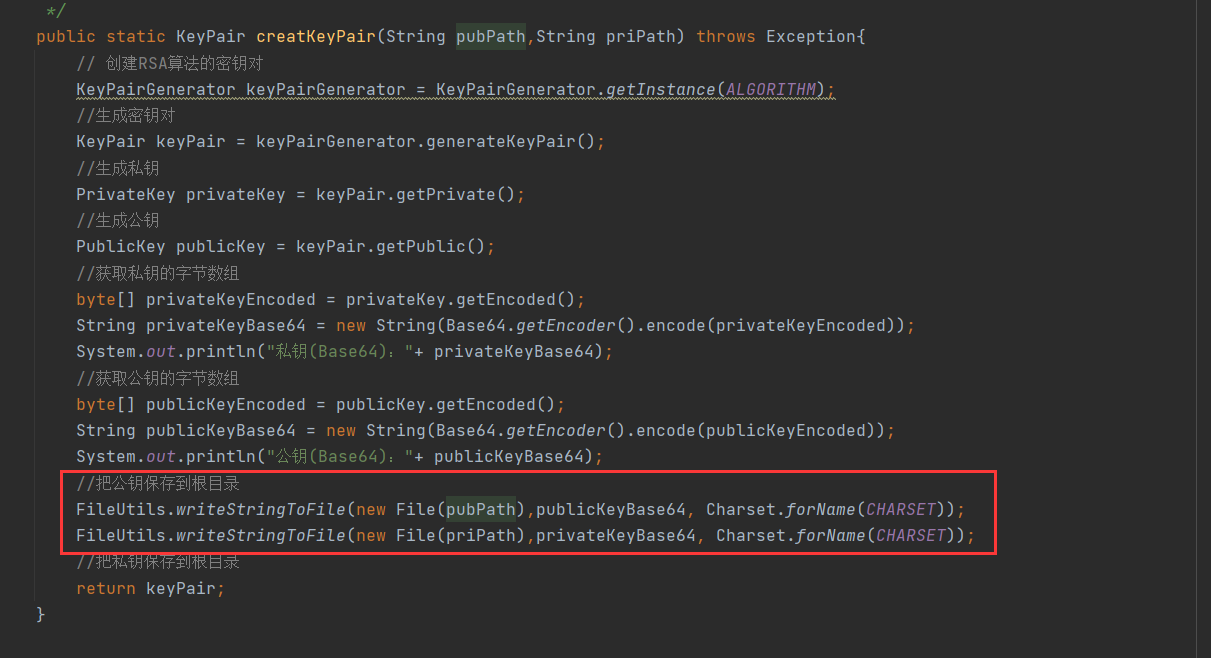 */
public static KeyPair creatKeyPair(String pubPath,String priPath) throws Exception{
// 创建RSA算法的密钥对
KeyPairGenerator keyPairGenerator = KeyPairGenerator.getInstance(ALGORITHM);
//生成密钥对
KeyPair keyPair = keyPairGenerator.generateKeyPair();
//生成私钥
PrivateKey privateKey = keyPair.getPrivate();
//生成公钥
PublicKey publicKey = keyPair.getPublic();
//获取私钥的字节数组
byte[] privateKeyEncoded = privateKey.getEncoded();
String privateKeyBase64 = new String(Base64.getEncoder().encode(privateKeyEncoded));
System.out.println("私钥(Base64)："+ privateKeyBase64);
//获取公钥的字节数组
byte[] publicKeyEncoded = publicKey.getEncoded();
String publicKeyBase64 = new String(Base64.getEncoder().encode(publicKeyEncoded));
System.out.println("公钥(Base64)："+ publicKeyBase64);
//把公钥保存到根目录
FileUtils.writeStringToFile(new File(pubPath),publicKeyBase64, Charset.forName(CHARSET));
FileUtils.writeStringToFile(new File(priPath),privateKeyBase64, Charset.forName(CHARSET));
//把私钥保存到根目录
return keyPair;
}